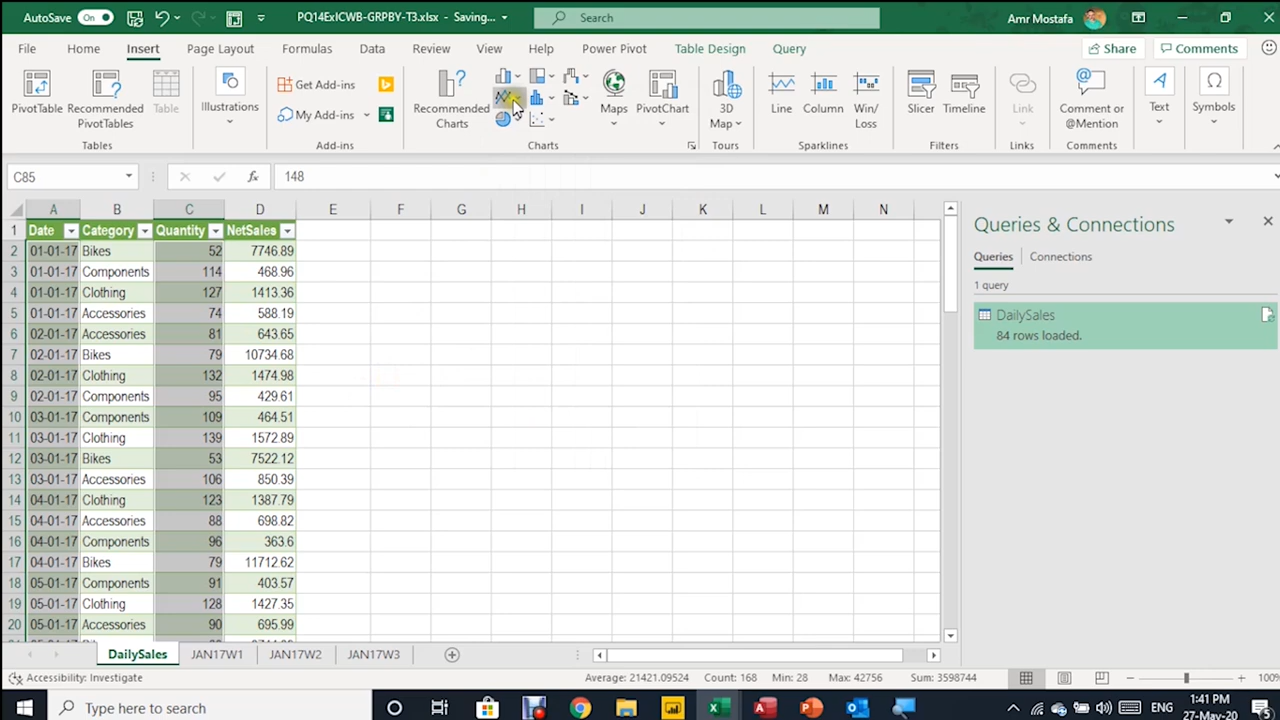 AutoSave On PQ14ExICWB-GRPBY-T3.xlsx - Saving... Search Amr Mostafa
File Home Insert Page Layout Formulas Data Review View Help Power Pivot Table Design Query Share Comments
PivotTable Recommended PivotTables Table Illustrations Get Add-ins My Add-ins Recommended Charts Maps PivotChart 3D Map Line Column Win/Loss Slicer Timeline Link Comment or @Mention Text Symbols
Tables Add-ins Charts Tours Sparklines Filters Links Comments
C85 fx 148
A B C D E F G H I J K L M N
1 Date Category Quantity NetSales
2 01-01-17 Bikes 52 7746.89
3 01-01-17 Components 114 468.96
4 01-01-17 Clothing 127 1413.36
5 01-01-17 Accessories 74 588.19
6 02-01-17 Accessories 81 643.65
7 02-01-17 Bikes 79 10734.68
8 02-01-17 Clothing 132 1474.98
9 02-01-17 Components 95 429.61
10 03-01-17 Components 109 464.51
11 03-01-17 Clothing 139 1572.89
12 03-01-17 Bikes 53 7522.12
13 03-01-17 Accessories 106 850.39
14 04-01-17 Clothing 123 1387.79
15 04-01-17 Accessories 88 698.82
16 04-01-17 Components 96 363.6
17 04-01-17 Bikes 79 11712.62
18 05-01-17 Components 91 403.57
19 05-01-17 Clothing 128 1427.35
20 05-01-17 Accessories 90 695.99
Queries & Connections
Queries Connections
1 query
DailySales
84 rows loaded.
DailySales JAN17W1 JAN17W2 JAN17W3
Accessibility: Investigate Average: 21421.09524 Count: 168 Min: 28 Max: 42756 Sum: 3598744 100%
Type here to search ENG 1:41 PM
27-May-20